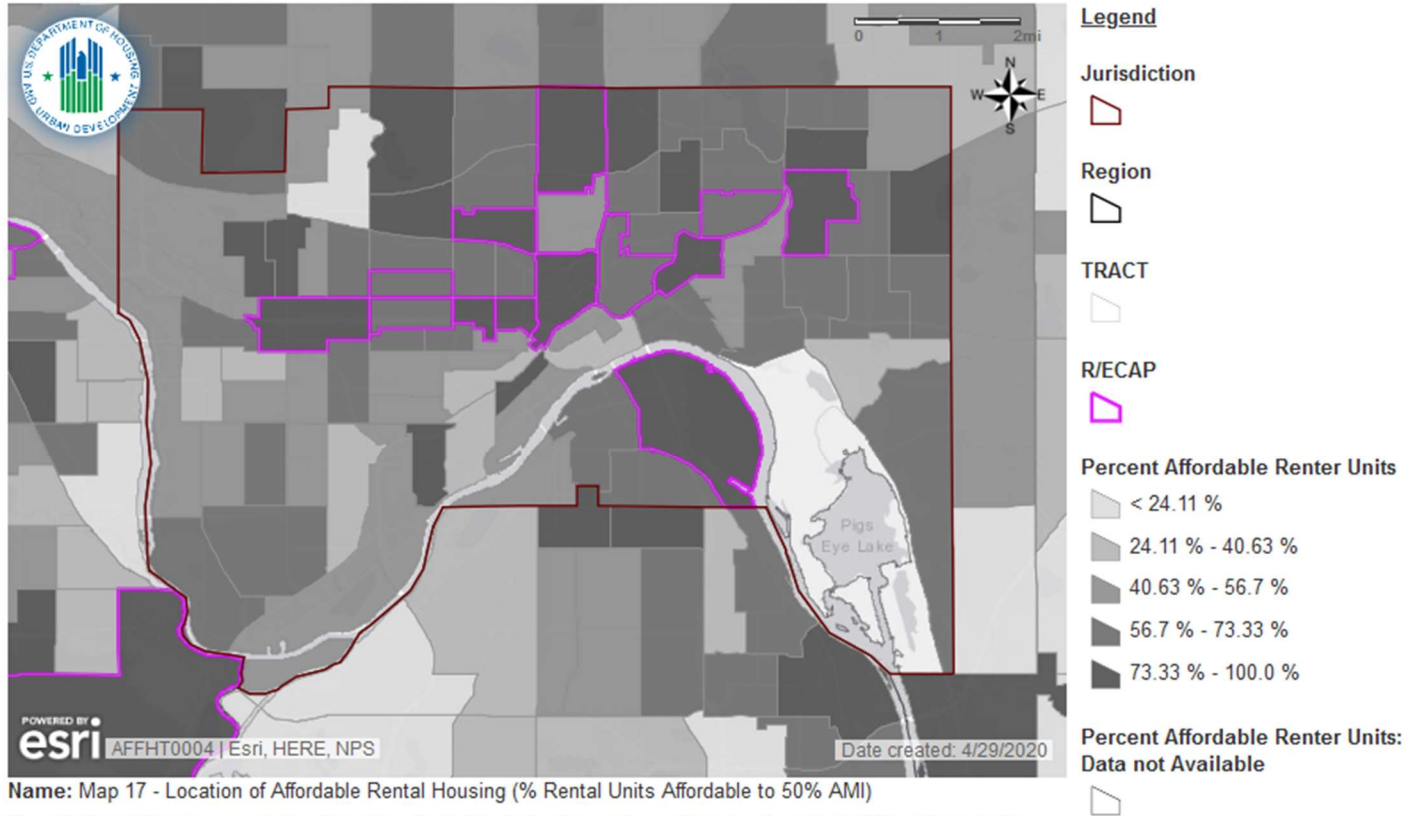 U.S. DEPARTMENT OF HOUSING AND URBAN DEVELOPMENT
0 1 2mi
N
W E
S
Pigs
Eye Lake
POWERED BY
esri
AFFHT0004 | Esri, HERE, NPS
Date created: 4/29/2020
Name: Map 17 - Location of Affordable Rental Housing (% Rental Units Affordable to 50% AMI)
Legend
Jurisdiction
Region
TRACT
R/ECAP
Percent Affordable Renter Units
< 24.11 %
24.11 % - 40.63 %
40.63 % - 56.7 %
56.7 % - 73.33 %
73.33 % - 100.0 %
Percent Affordable Renter Units:
Data not Available